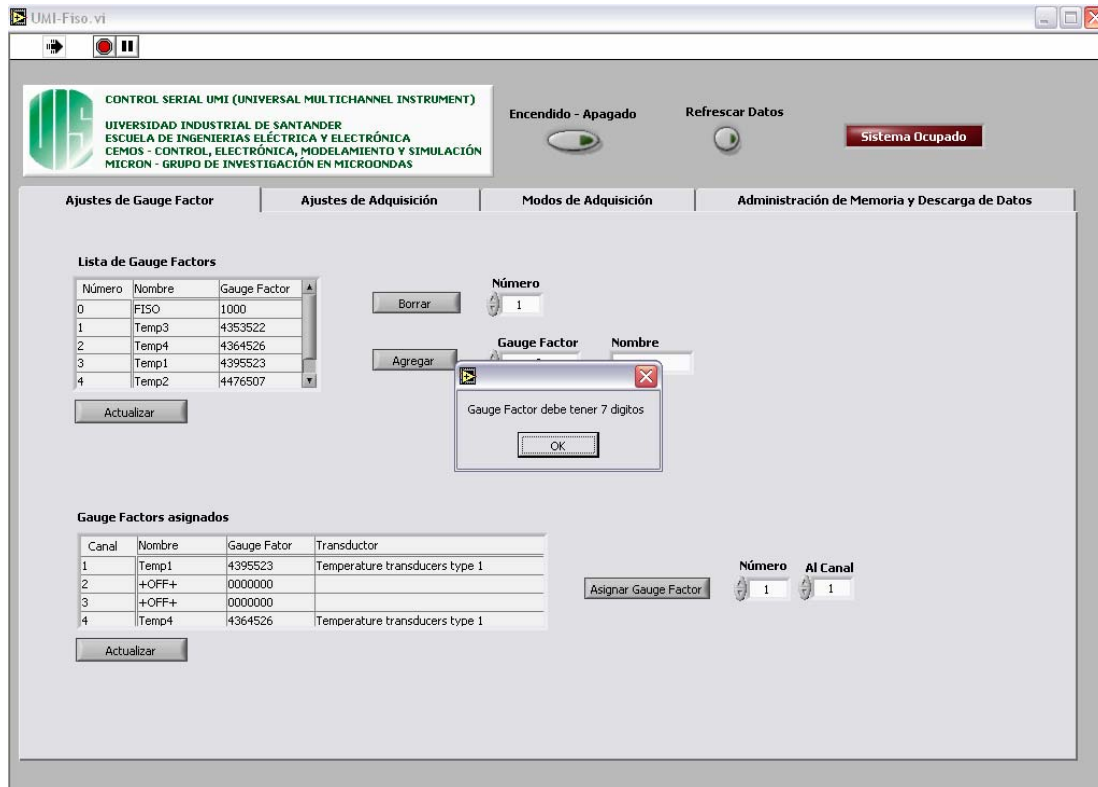 UMI-Fiso.vi
CONTROL SERIAL UMI (UNIVERSAL MULTICHANNEL INSTRUMENT)
UIVERSIDAD INDUSTRIAL DE SANTANDER
ESCUELA DE INGENIERIAS ELÉCTRICA Y ELECTRÓNICA
CEMOS - CONTROL, ELECTRÓNICA, MODELAMIENTO Y SIMULACIÓN
MICRON - GRUPO DE INVESTIGACIÓN EN MICROONDAS
Encendido - Apagado
Refrescar Datos
Sistema Ocupado
Ajustes de Gauge Factor
Ajustes de Adquisición
Modos de Adquisición
Administración de Memoria y Descarga de Datos
Lista de Gauge Factors
Número Nombre Gauge Factor
0 FISO 1000
1 Temp3 4353522
2 Temp4 4364526
3 Temp1 4395523
4 Temp2 4476507
Actualizar
Borrar
Número
1
Agregar
Gauge Factor
Nombre
Gauge Factor debe tener 7 digitos
OK
Gauge Factors asignados
Canal Nombre Gauge Fator Transductor
1 Temp1 4395523 Temperature transducers type 1
2 +OFF+ 0000000
3 +OFF+ 0000000
4 Temp4 4364526 Temperature transducers type 1
Actualizar
Asignar Gauge Factor
Número
1
Al Canal
1